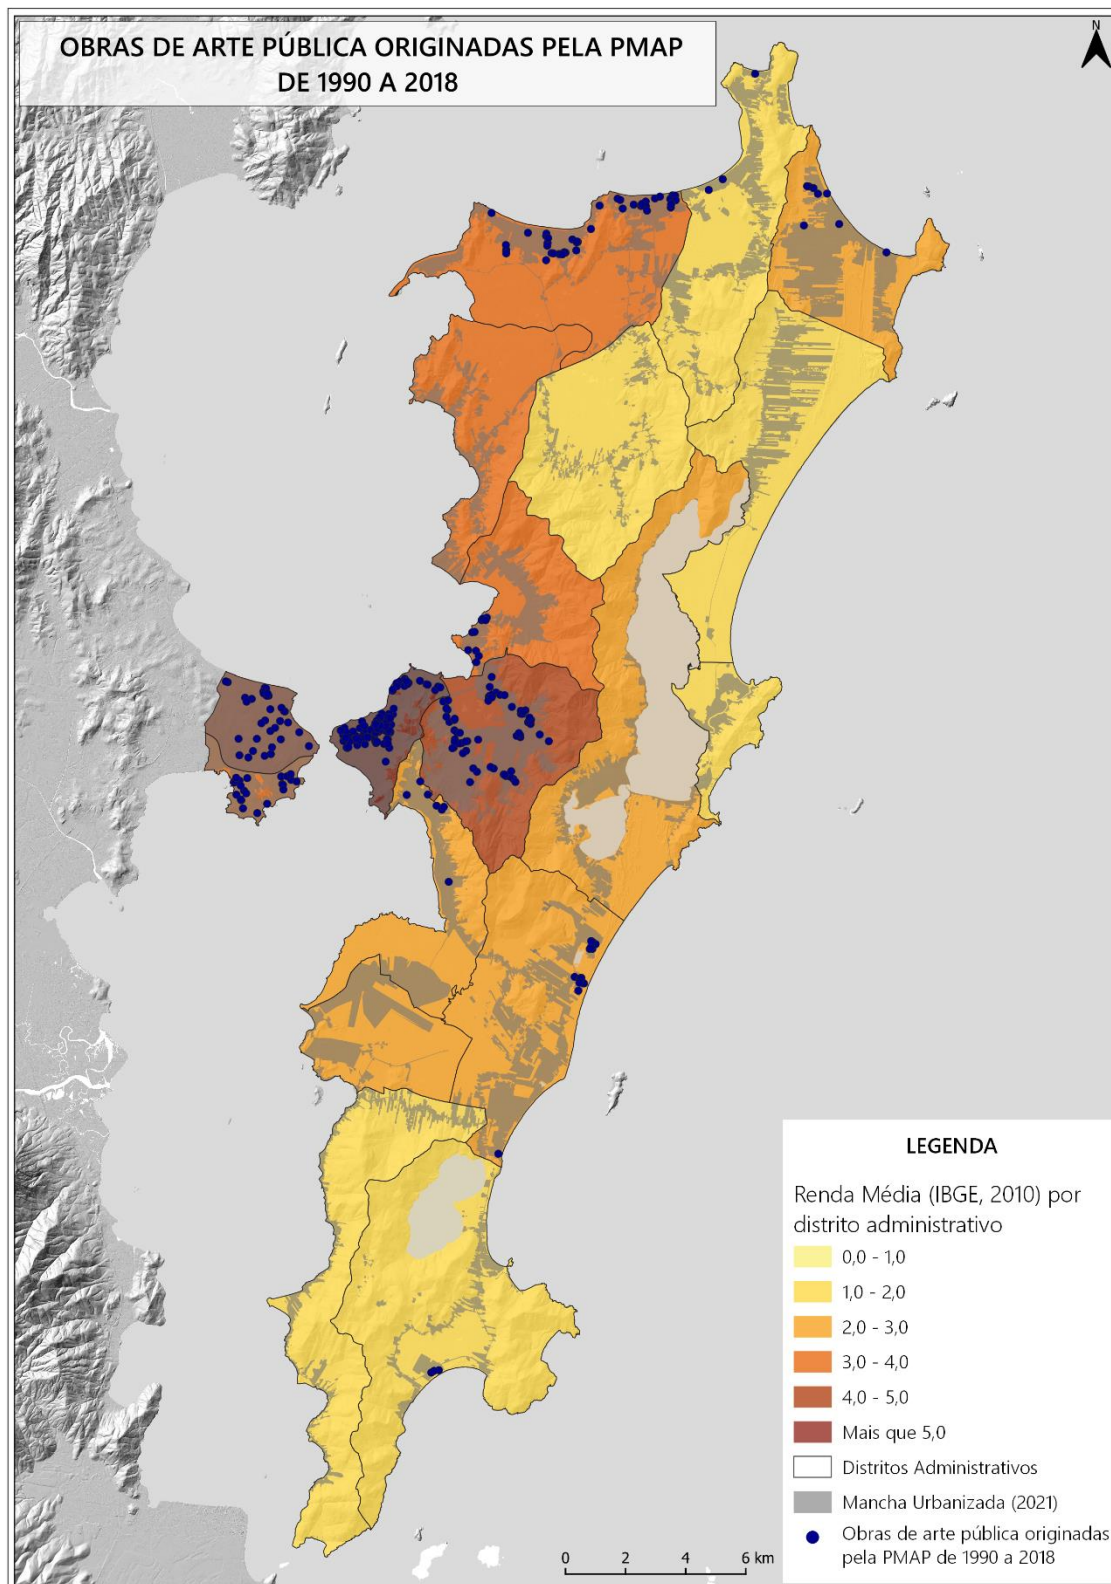 OBRAS DE ARTE PÚBLICA ORIGINADAS PELA PMAP
DE 1990 A 2018
N
LEGENDA
Renda Média (IBGE, 2010) por
distrito administrativo
0,0 - 1,0
1,0 - 2,0
2,0 - 3,0
3,0 - 4,0
4,0 - 5,0
Mais que 5,0
Distritos Administrativos
Mancha Urbanizada (2021)
Obras de arte pública originadas
pela PMAP de 1990 a 2018
0 2 4 6 km